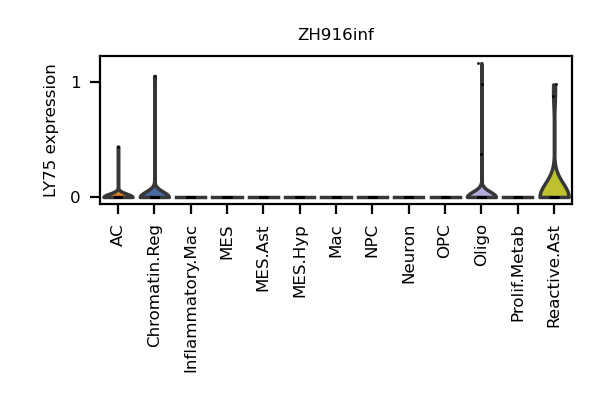 ZH916inf
LY75 expression
1
0
AC
Chromatin.Reg
Inflammatory.Mac
MES
MES.Ast
MES.Hyp
Mac
NPC
Neuron
OPC
Oligo
Prolif.Metab
Reactive.Ast